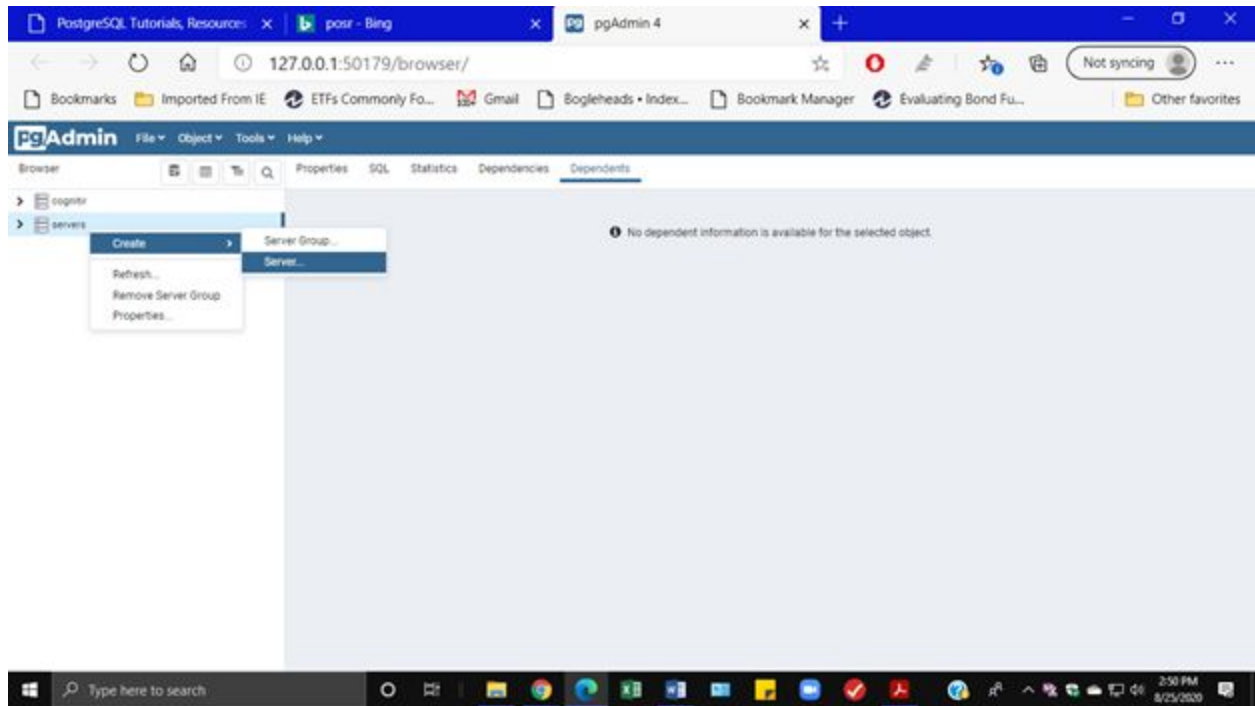 PostgreSQL Tutorials, Resources
posr - Bing
pgAdmin 4
127.0.0.1:50179/browser/
Not syncing
Bookmarks
Imported From IE
ETFs Commonly Fo...
Gmail
Bogleheads • Index...
Bookmark Manager
Evaluating Bond Fu...
Other favorites
pgAdmin
File
Object
Tools
Help
Browser
Properties
SQL
Statistics
Dependencies
Dependents
cognitir
servers
No dependent information is available for the selected object.
Create
Server Group...
Server...
Refresh...
Remove Server Group
Properties...
Type here to search
2:50 PM
8/25/2020